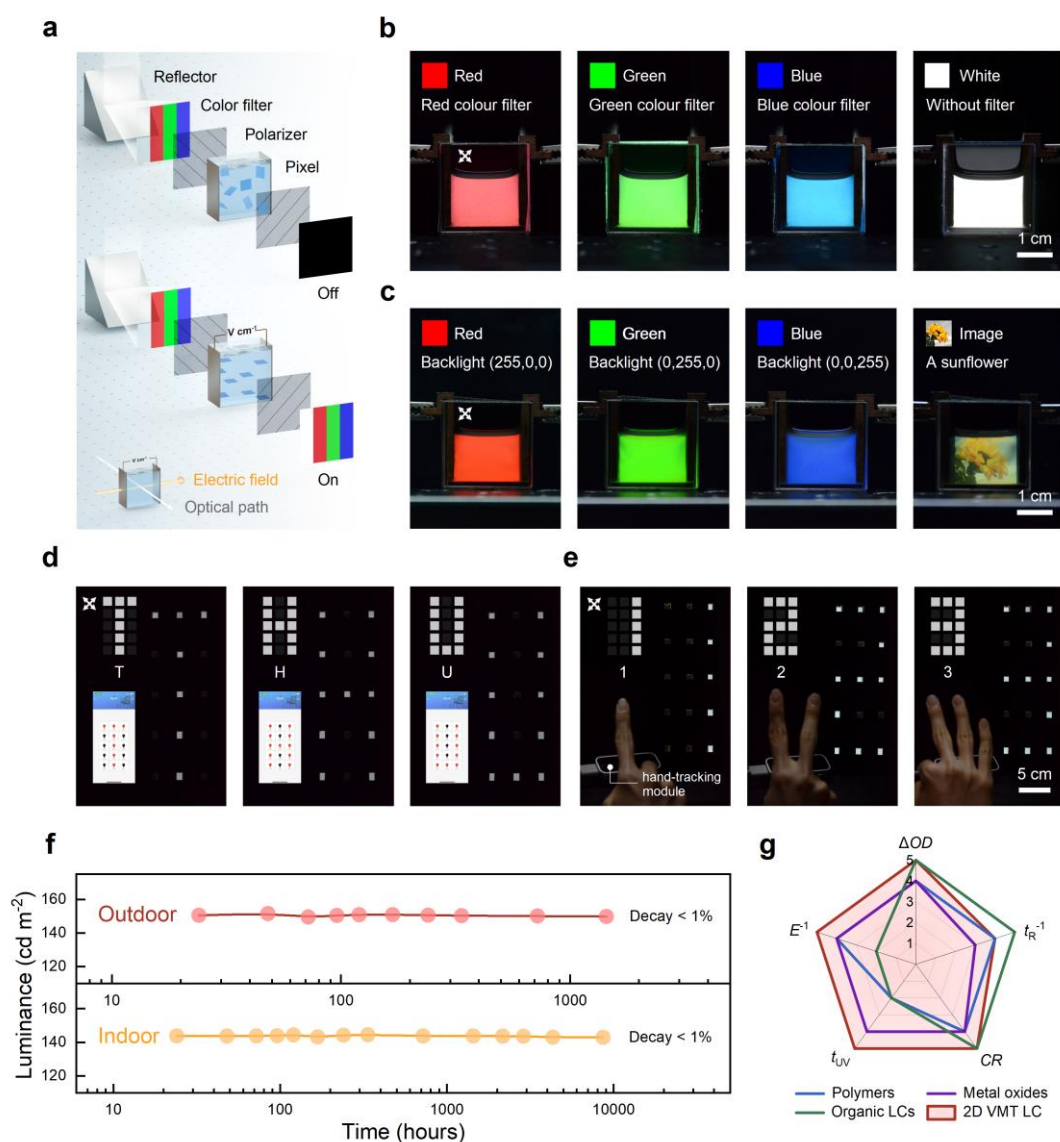 a
Reflector
Color filter
Polarizer
Pixel
Off
V cm⁻¹
On
V cm⁻¹
Electric field
Optical path
b
Red
Red colour filter
Green
Green colour filter
Blue
Blue colour filter
White
Without filter
1 cm
c
Red
Backlight (255,0,0)
Green
Backlight (0,255,0)
Blue
Backlight (0,0,255)
Image
A sunflower
1 cm
d
T
H
U
e
1
hand-tracking
module
2
3
5 cm
f
Luminance (cd m⁻²)
160
140
120
Outdoor
Decay < 1%
10
100
1000
160
140
120
Indoor
Decay < 1%
10
100
1000
10000
Time (hours)
g
ΔOD
5
4
3
2
1
E⁻¹
tR⁻¹
tUV
CR
Polymers
Metal oxides
Organic LCs
2D VMT LC